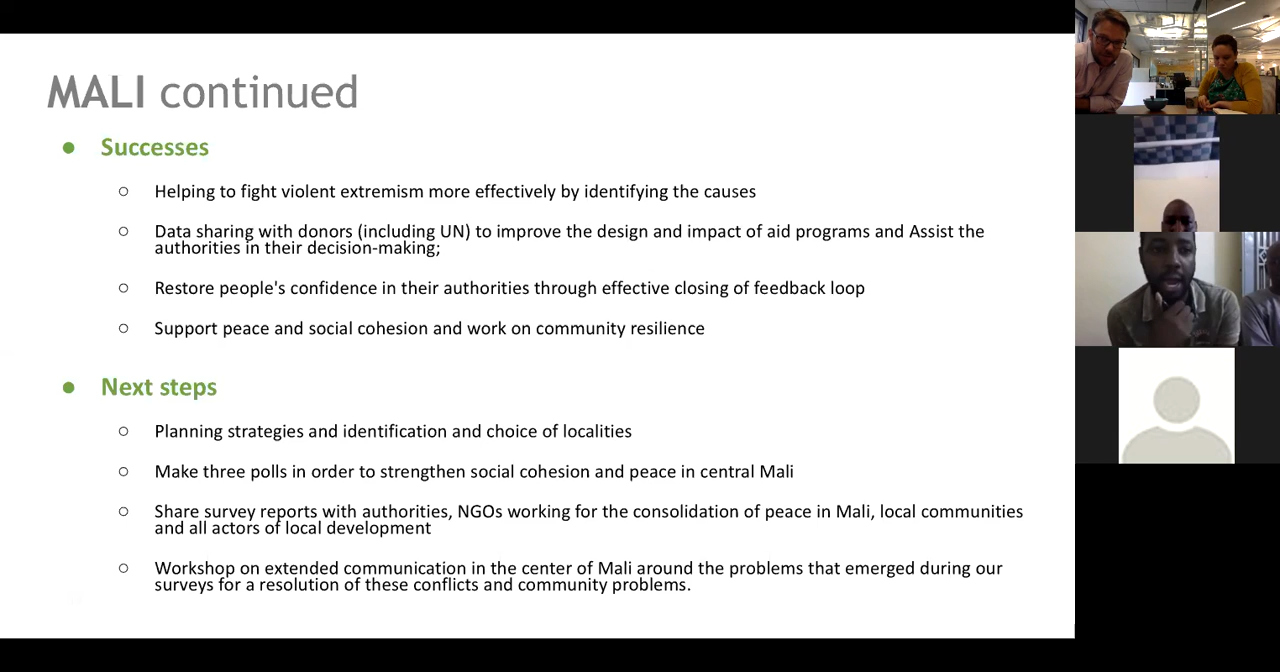 MALI continued
● Successes
○ Helping to fight violent extremism more effectively by identifying the causes
○ Data sharing with donors (including UN) to improve the design and impact of aid programs and Assist the
authorities in their decision-making;
○ Restore people's confidence in their authorities through effective closing of feedback loop
○ Support peace and social cohesion and work on community resilience
● Next steps
○ Planning strategies and identification and choice of localities
○ Make three polls in order to strengthen social cohesion and peace in central Mali
○ Share survey reports with authorities, NGOs working for the consolidation of peace in Mali, local communities
and all actors of local development
○ Workshop on extended communication in the center of Mali around the problems that emerged during our
surveys for a resolution of these conflicts and community problems.